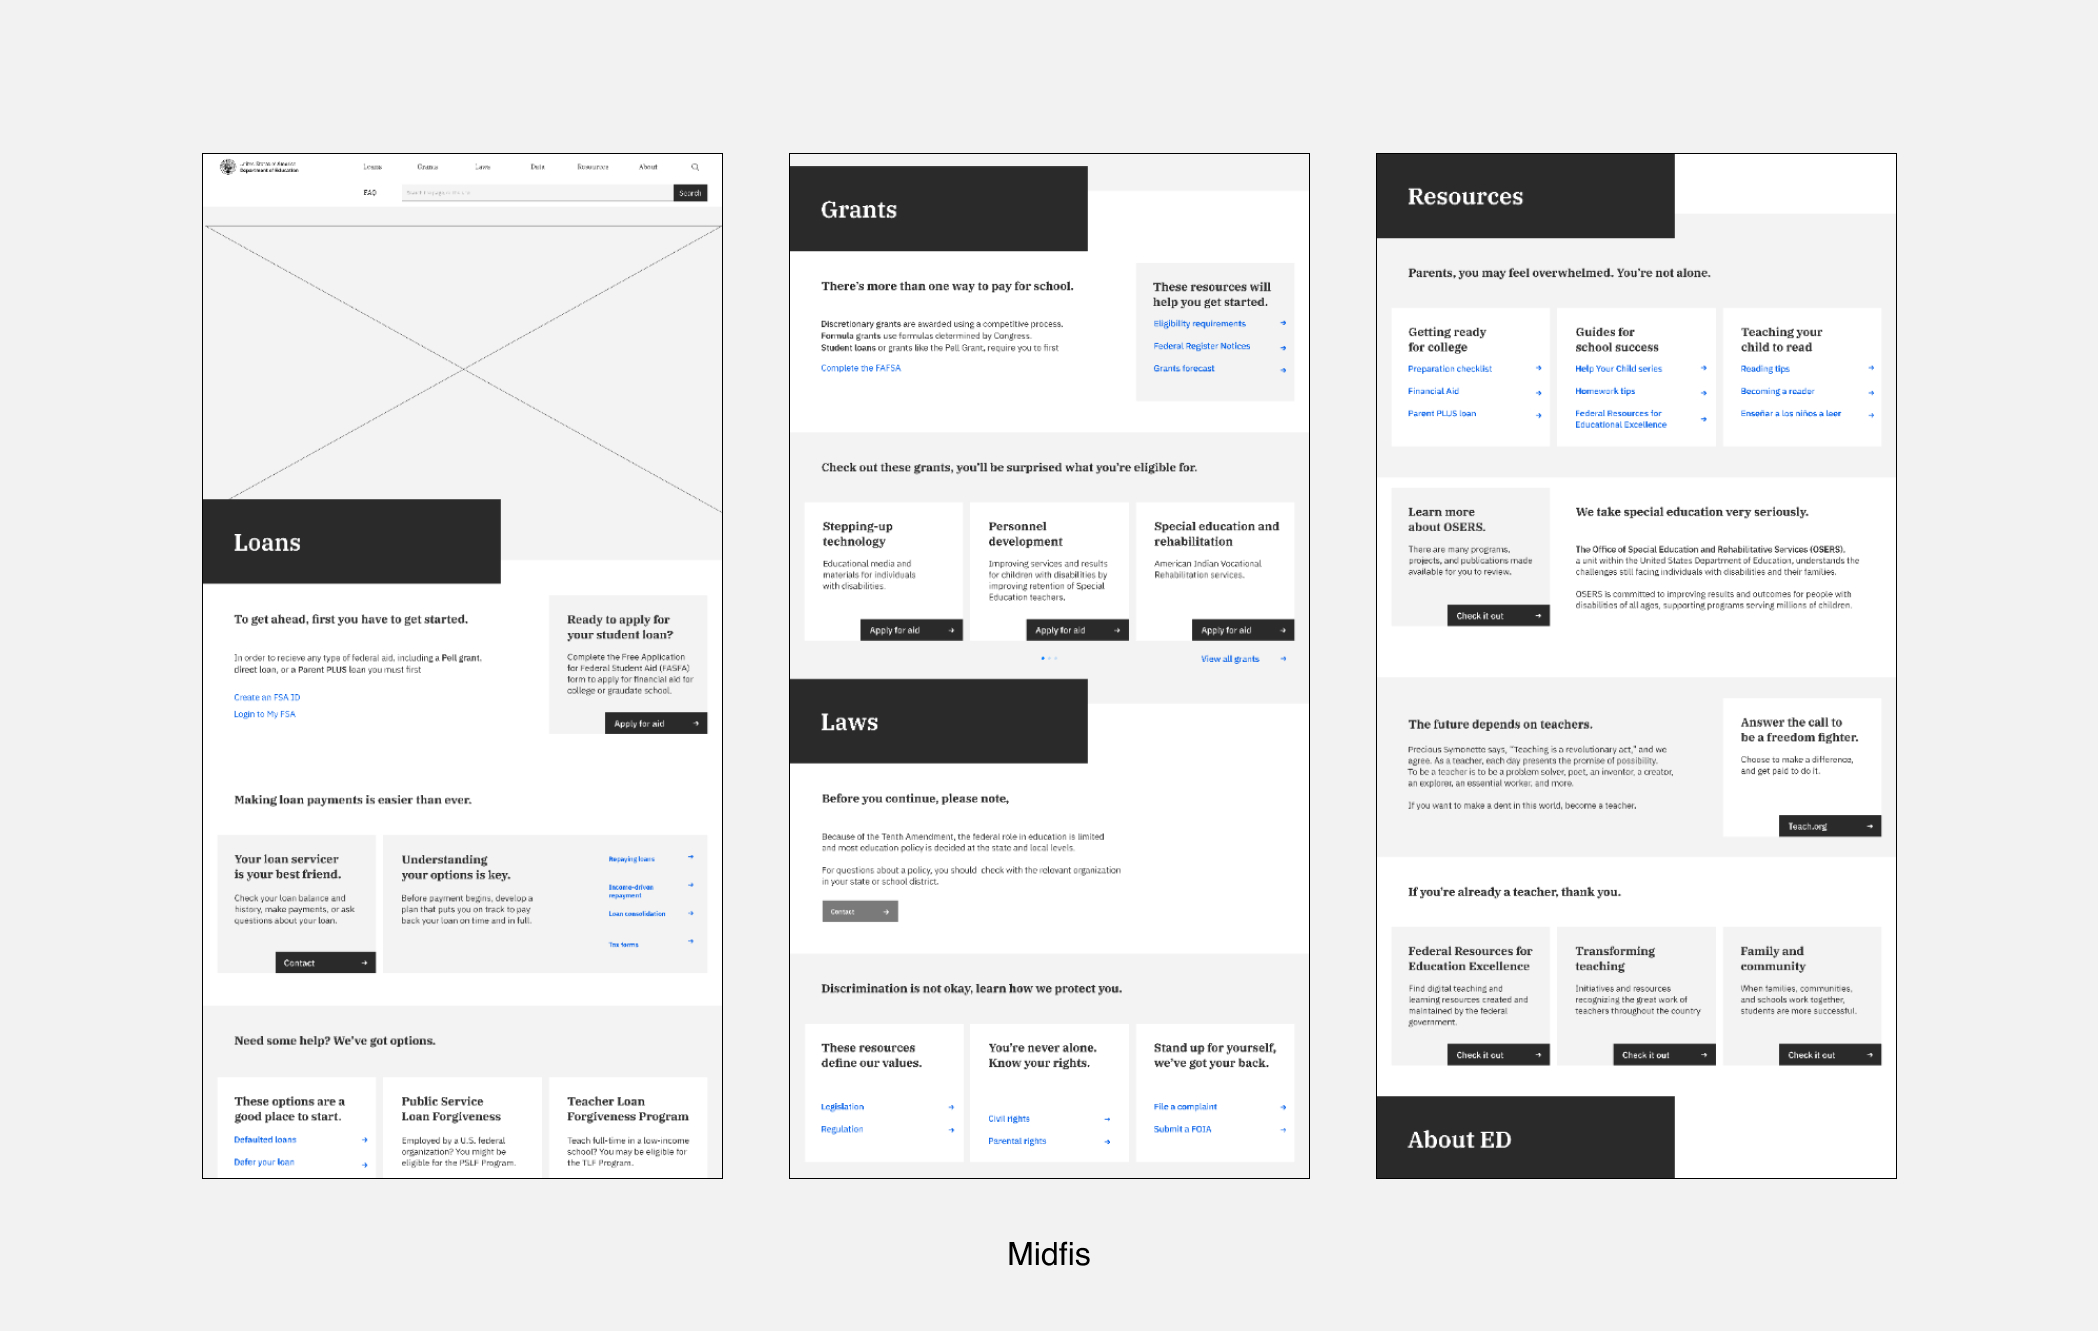 United States of America
Department of Education
Loans
Grants
Laws
Data
Resources
About
FAQ
Search
Loans
To get ahead, first you have to get started.
In order to recieve any type of federal aid, including a Pell grant,
direct loan, or a Parent PLUS loan you must first
Create an FSA ID
Login to My FSA
Ready to apply for
your student loan?
Complete the Free Application
for Federal Student Aid (FASFA)
form to apply for financial aid for
college or graudate school.
Apply for aid →
Making loan payments is easier than ever.
Your loan servicer
is your best friend.
Check your loan balance and
history, make payments, or ask
questions about your loan.
Contact →
Understanding
your options is key.
Before payment begins, develop a
plan that puts you on track to pay
back your loan on time and in full.
Repaying loans →
Income-driven →
repayment
Loan consolidation →
Tax forms →
Need some help? We've got options.
These options are a
good place to start.
Defaulted loans →
Defer your loan →
Public Service
Loan Forgiveness
Employed by a U.S. federal
organization? You might be
eligible for the PSLF Program.
Teacher Loan
Forgiveness Program
Teach full-time in a low-income
school? You may be eligible for
the TLF Program.
Grants
There's more than one way to pay for school.
Discretionary grants are awarded using a competitive process.
Formula grants use formulas determined by Congress.
Student loans or grants like the Pell Grant, require you to first
Complete the FAFSA
These resources will
help you get started.
Eligibility requirements →
Federal Register Notices →
Grants forecast →
Check out these grants, you'll be surprised what you're eligible for.
Stepping-up
technology
Educational media and
materials for individuals
with disabilities.
Apply for aid →
Personnel
development
Improving services and results
for children with disabilities by
improving retention of Special
Education teachers.
Apply for aid →
Special education and
rehabilitation
American Indian Vocational
Rehabilitation services.
Apply for aid →
View all grants →
Laws
Before you continue, please note,
Because of the Tenth Amendment, the federal role in education is limited
and most education policy is decided at the state and local levels.
For questions about a policy, you should check with the relevant organization
in your state or school district.
Contact →
Discrimination is not okay, learn how we protect you.
These resources
define our values.
Legislation →
Regulation →
You're never alone.
Know your rights.
Civil rights →
Parental rights →
Stand up for yourself,
we've got your back.
File a complaint →
Submit a FOIA →
Resources
Parents, you may feel overwhelmed. You're not alone.
Getting ready
for college
Preparation checklist →
Financial Aid →
Parent PLUS loan →
Guides for
school success
Help Your Child series →
Homework tips →
Federal Resources for →
Educational Excellence
Teaching your
child to read
Reading tips →
Becoming a reader →
Enseñar a los niños a leer →
Learn more
about OSERS.
There are many programs,
projects, and publications made
available for you to review.
Check it out →
We take special education very seriously.
The Office of Special Education and Rehabilitative Services (OSERS),
a unit within the United States Department of Education, understands the
challenges still facing individuals with disabilities and their families.
OSERS is committed to improving results and outcomes for people with
disabilities of all ages, supporting programs serving millions of children.
The future depends on teachers.
Precious Symonette says, "Teaching is a revolutionary act," and we
agree. As a teacher, each day presents the promise of possibility.
To be a teacher is to be a problem solver, poet, an inventor, a creator,
an explorer, an essential worker, and more.
If you want to make a dent in this world, become a teacher.
Answer the call to
be a freedom fighter.
Choose to make a difference,
and get paid to do it.
Teach.org →
If you're already a teacher, thank you.
Federal Resources for
Education Excellence
Find digital teaching and
learning resources created and
maintained by the federal
government.
Check it out →
Transforming
teaching
Initiatives and resources
recognizing the great work of
teachers throughout the country
Check it out →
Family and
community
When families, communities,
and schools work together,
students are more successful.
Check it out →
About ED
Midfis